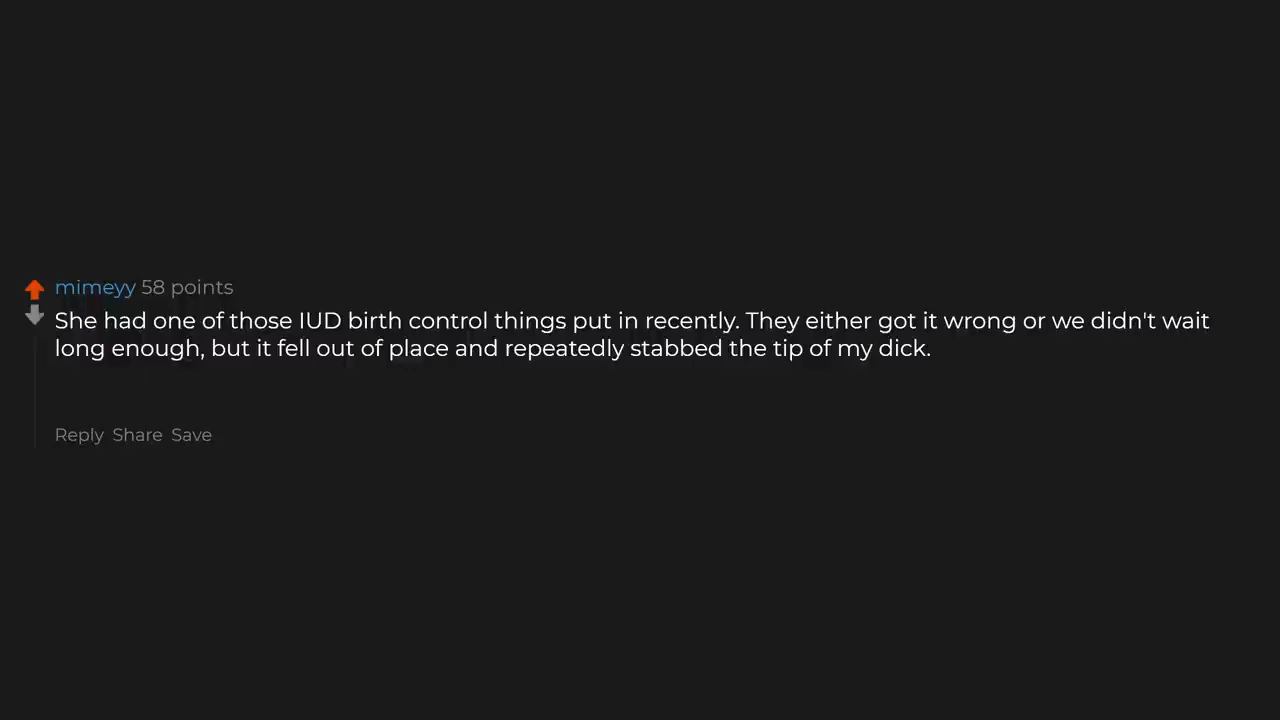 mimeyy 58 points
She had one of those IUD birth control things put in recently. They either got it wrong or we didn't wait
long enough, but it fell out of place and repeatedly stabbed the tip of my dick.
Reply Share Save